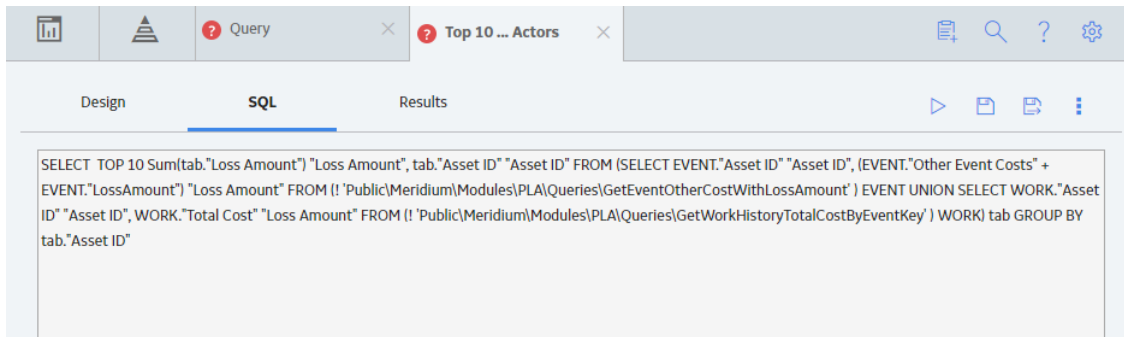 Query
Top 10 ... Actors
Design SQL Results
SELECT TOP 10 Sum(tab."Loss Amount") "Loss Amount", tab."Asset ID" "Asset ID" FROM (SELECT EVENT."Asset ID" "Asset ID", (EVENT."Other Event Costs" +
EVENT."LossAmount") "Loss Amount" FROM (! 'Public\Meridium\Modules\PLA\Queries\GetEventOtherCostWithLossAmount' ) EVENT UNION SELECT WORK."Asset
ID" "Asset ID", WORK."Total Cost" "Loss Amount" FROM (! 'Public\Meridium\Modules\PLA\Queries\GetWorkHistoryTotalCostByEventKey' ) WORK) tab GROUP BY
tab."Asset ID"